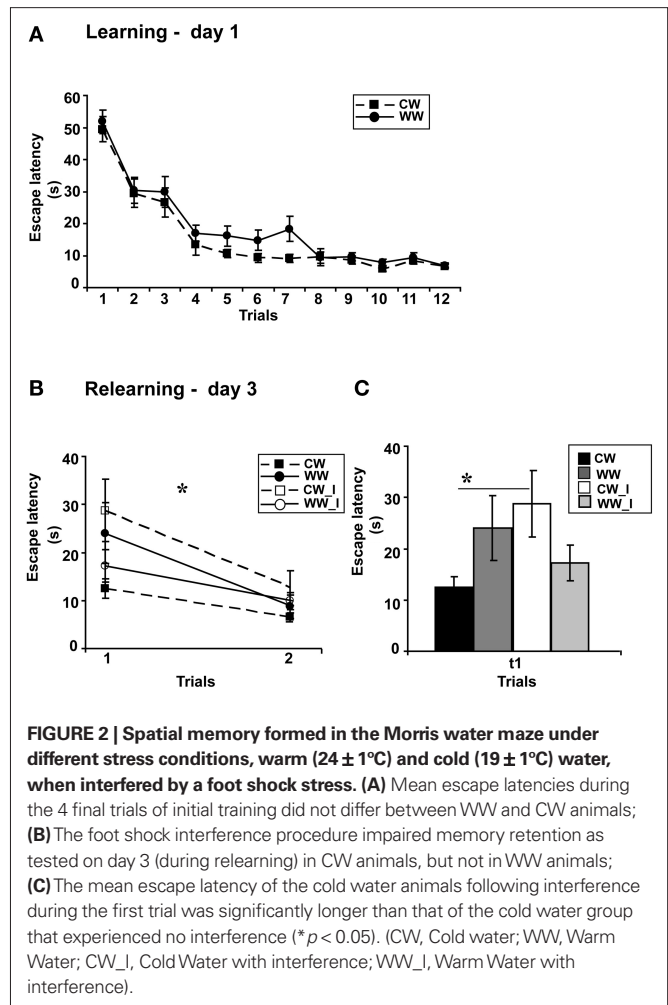 A Learning - day 1
60
50
40
30
20
10
0
Escape latency
(s)
CW
WW
1 2 3 4 5 6 7 8 9 10 11 12
Trials
B Relearning - day 3
40
30
20
10
0
Escape latency
(s)
*
CW
WW
CW_I
WW_I
1 2
Trials
C
40
30
20
10
0
Escape latency
(s)
*
CW
WW
CW_I
WW_I
t1
Trials
FIGURE 2 | Spatial memory formed in the Morris water maze under
different stress conditions, warm (24 ± 1ºC) and cold (19 ± 1ºC) water,
when interfered by a foot shock stress. (A) Mean escape latencies during
the 4 final trials of initial training did not differ between WW and CW animals;
(B) The foot shock interference procedure impaired memory retention as
tested on day 3 (during relearning) in CW animals, but not in WW animals;
(C) The mean escape latency of the cold water animals following interference
during the first trial was significantly longer than that of the cold water group
that experienced no interference (*p < 0.05). (CW, Cold water; WW, Warm
Water; CW_I, Cold Water with interference; WW_I, Warm Water with
interference).